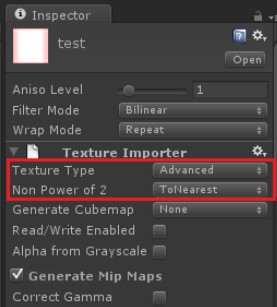 Inspector
test
Open
Aniso Level 1
Filter Mode Bilinear
Wrap Mode Repeat
Texture Importer
Texture Type Advanced
Non Power of 2 ToNearest
Generate Cubemap None
Read/Write Enabled
Alpha from Grayscale
Generate Mip Maps
Correct Gamma